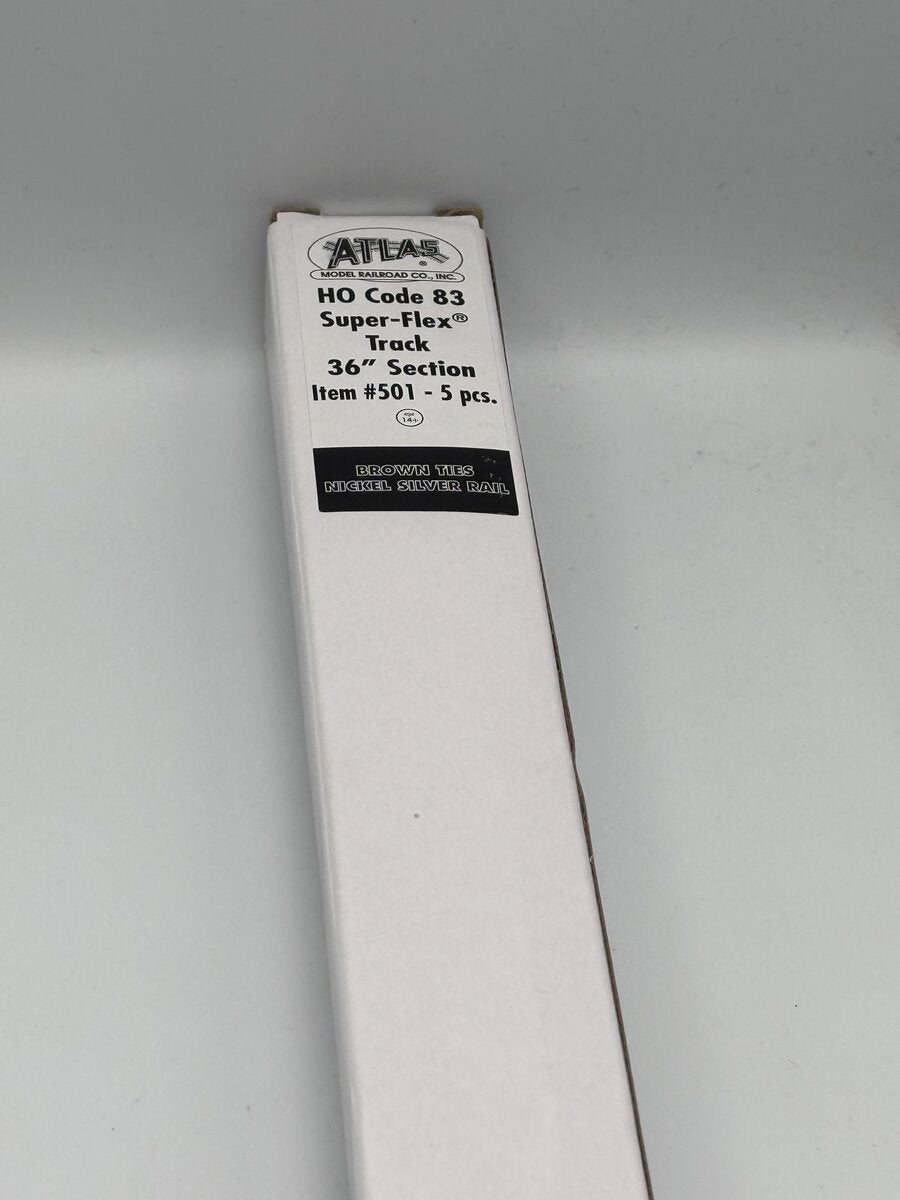 ATLAS®
MODEL RAILROAD CO., INC.
HO Code 83
Super-Flex®
Track
36" Section
Item #501 - 5 pcs.
age
14+
BROWN TIES
NICKEL SILVER RAIL